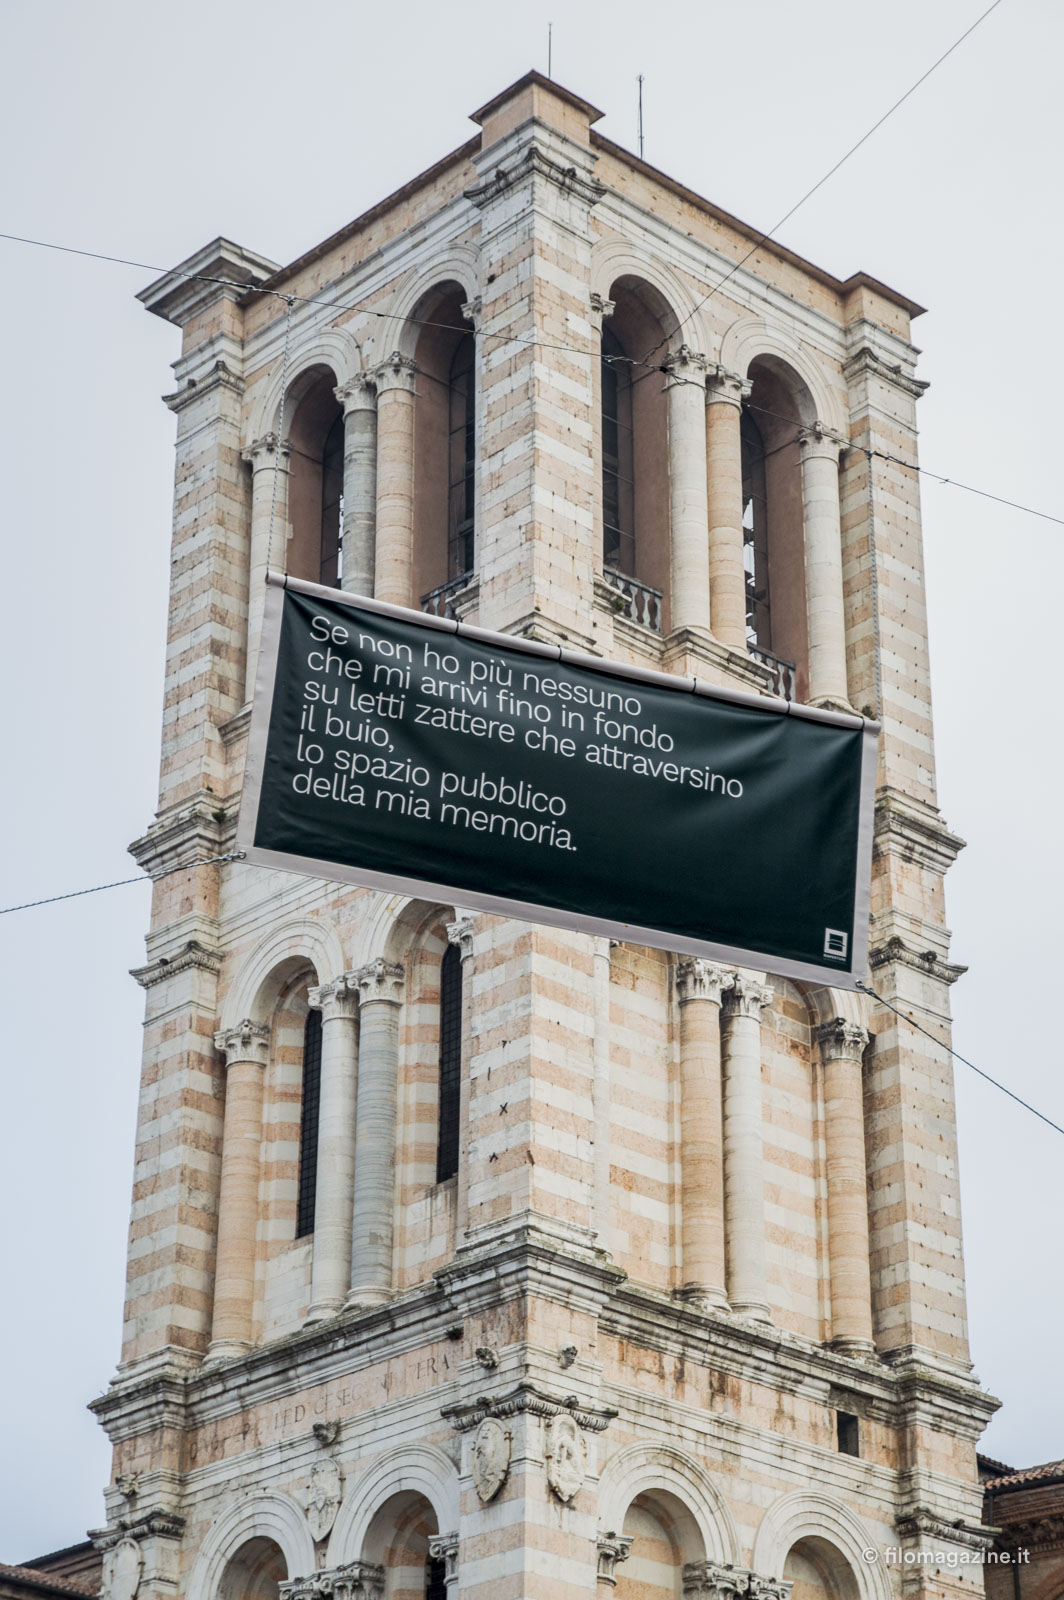 Se non ho più nessuno
che mi arrivi fino in fondo
su letti zattere che attraversino
il buio,
lo spazio pubblico
della mia memoria.
© filomagazine.it